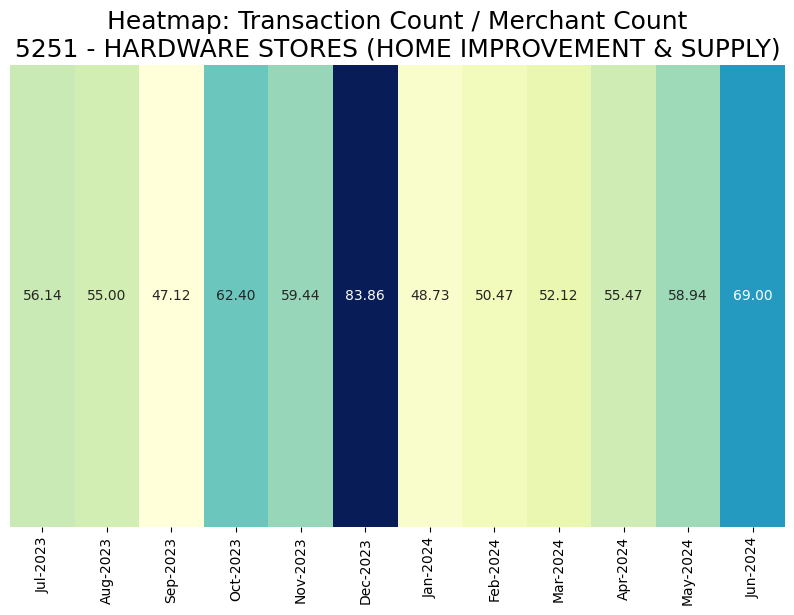 Heatmap: Transaction Count / Merchant Count
5251 - HARDWARE STORES (HOME IMPROVEMENT & SUPPLY)
56.14 55.00 47.12 62.40 59.44 83.86 48.73 50.47 52.12 55.47 58.94 69.00
Jul-2023 Aug-2023 Sep-2023 Oct-2023 Nov-2023 Dec-2023 Jan-2024 Feb-2024 Mar-2024 Apr-2024 May-2024 Jun-2024